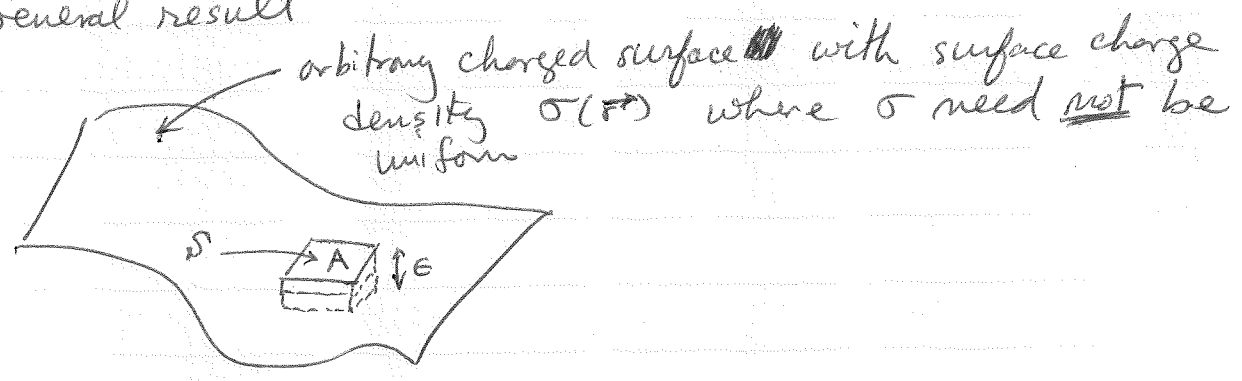 general result
arbitrary charged surface with surface charge
density σ(r⃗) where σ need not be
uniform
S
A
ε